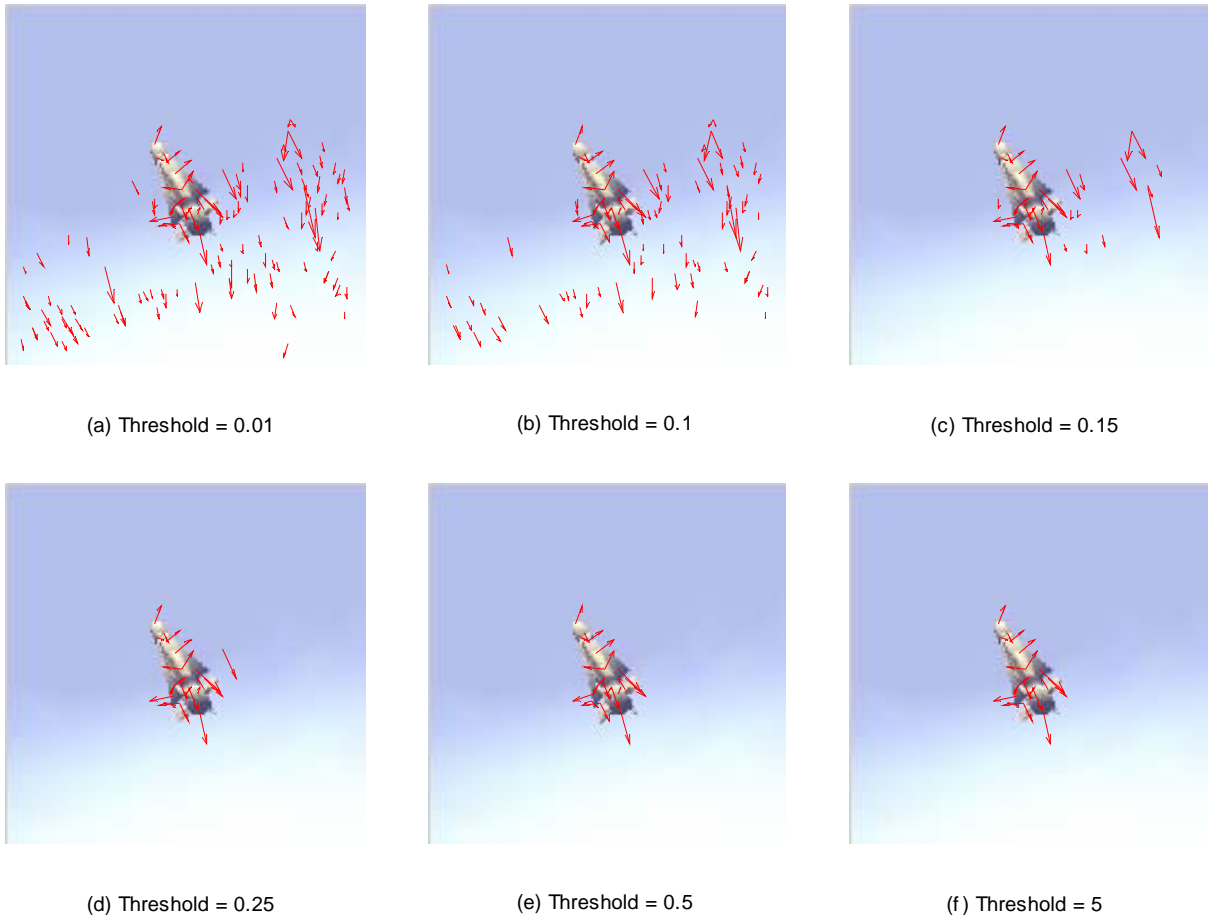 (a) Threshold = 0.01
(b) Threshold = 0.1
(c) Threshold = 0.15
(d) Threshold = 0.25
(e) Threshold = 0.5
(f) Threshold = 5